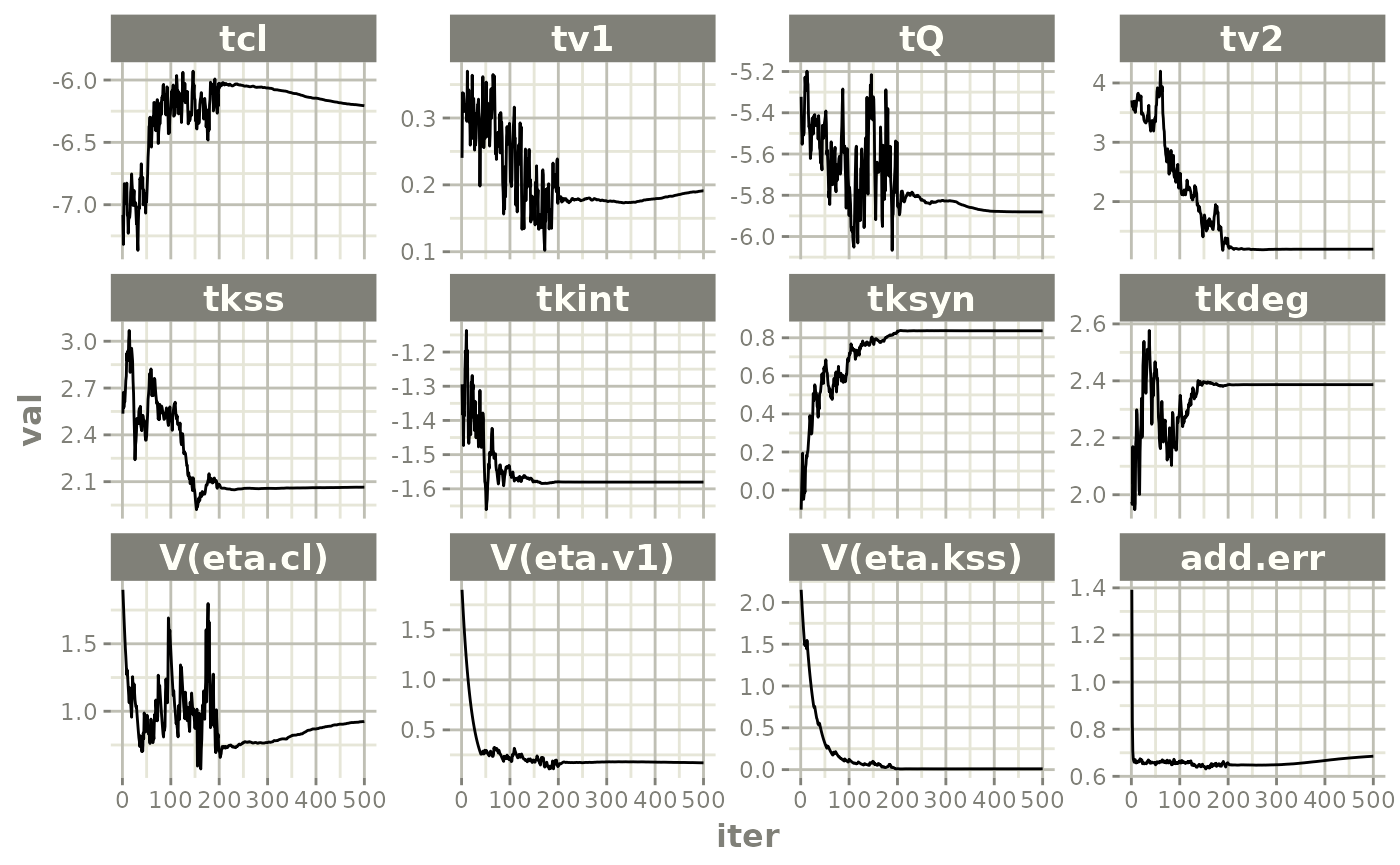 tcl tv1 tQ tv2
-6.0 -6.5 -7.0
0.3 0.2 0.1
-5.2 -5.4 -5.6 -5.8 -6.0
4 3 2
tkss tkint tksyn tkdeg
3.0 2.7 2.4 2.1
-1.2 -1.3 -1.4 -1.5 -1.6
0.8 0.6 0.4 0.2 0.0
2.6 2.4 2.2 2.0
val
V(eta.cl) V(eta.v1) V(eta.kss) add.err
1.5 1.0
1.5 1.0 0.5
2.0 1.5 1.0 0.5 0.0
1.4 1.2 1.0 0.8 0.6
0 100 200 300 400 500 0 100 200 300 400 500 0 100 200 300 400 500 0 100 200 300 400 500
iter